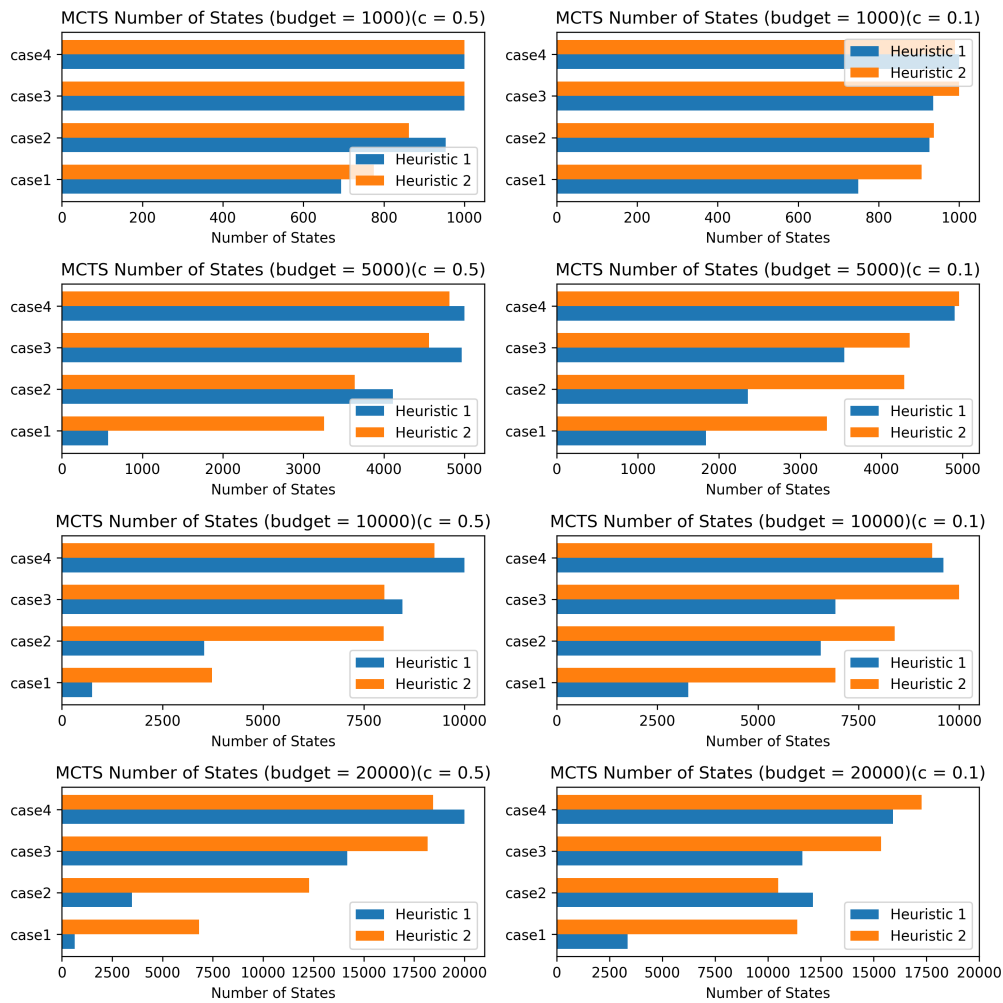 MCTS Number of States (budget = 1000)(c = 0.5)
case4
case3
case2
case1
Heuristic 1
Heuristic 2
0 200 400 600 800 1000
Number of States
MCTS Number of States (budget = 1000)(c = 0.1)
case4
case3
case2
case1
Heuristic 1
Heuristic 2
0 200 400 600 800 1000
Number of States
MCTS Number of States (budget = 5000)(c = 0.5)
case4
case3
case2
case1
Heuristic 1
Heuristic 2
0 1000 2000 3000 4000 5000
Number of States
MCTS Number of States (budget = 5000)(c = 0.1)
case4
case3
case2
case1
Heuristic 1
Heuristic 2
0 1000 2000 3000 4000 5000
Number of States
MCTS Number of States (budget = 10000)(c = 0.5)
case4
case3
case2
case1
Heuristic 1
Heuristic 2
0 2500 5000 7500 10000
Number of States
MCTS Number of States (budget = 10000)(c = 0.1)
case4
case3
case2
case1
Heuristic 1
Heuristic 2
0 2500 5000 7500 10000
Number of States
MCTS Number of States (budget = 20000)(c = 0.5)
case4
case3
case2
case1
Heuristic 1
Heuristic 2
0 2500 5000 7500 10000 12500 15000 17500 20000
Number of States
MCTS Number of States (budget = 20000)(c = 0.1)
case4
case3
case2
case1
Heuristic 1
Heuristic 2
0 2500 5000 7500 10000 12500 15000 17500 20000
Number of States